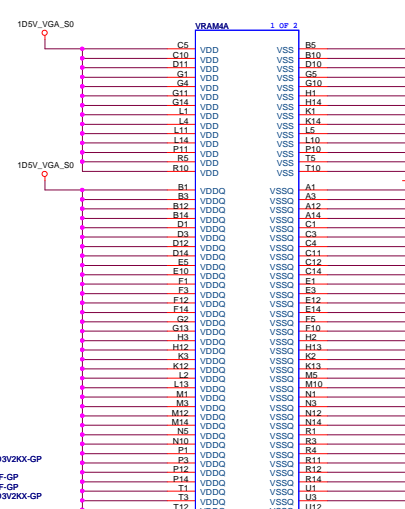 1D5V_VGA_S0
VRAM4A 1 OF 2
C5 VDD VSS B5
C10 VDD VSS B10
D11 VDD VSS D10
G1 VDD VSS G5
G4 VDD VSS G10
G11 VDD VSS H1
G14 VDD VSS H14
L1 VDD VSS K1
L4 VDD VSS K14
L11 VDD VSS L5
L14 VDD VSS L10
P11 VDD VSS P10
R5 VDD VSS T5
R10 VDD VSS T10
1D5V_VGA_S0
B1 VDDQ VSSQ A1
B3 VDDQ VSSQ A3
B12 VDDQ VSSQ A12
B14 VDDQ VSSQ A14
D1 VDDQ VSSQ C1
D3 VDDQ VSSQ C3
D12 VDDQ VSSQ C4
D14 VDDQ VSSQ C11
E5 VDDQ VSSQ C12
E10 VDDQ VSSQ C14
F1 VDDQ VSSQ E1
F3 VDDQ VSSQ E3
F12 VDDQ VSSQ E12
F14 VDDQ VSSQ E14
G2 VDDQ VSSQ F5
G13 VDDQ VSSQ F10
H3 VDDQ VSSQ H2
H12 VDDQ VSSQ H13
K3 VDDQ VSSQ K2
K12 VDDQ VSSQ K13
L2 VDDQ VSSQ M5
L13 VDDQ VSSQ M10
M1 VDDQ VSSQ N1
M3 VDDQ VSSQ N3
M12 VDDQ VSSQ N12
M14 VDDQ VSSQ N14
N5 VDDQ VSSQ R1
N10 VDDQ VSSQ R3
P1 VDDQ VSSQ R4
P3 VDDQ VSSQ R11
P12 VDDQ VSSQ R12
P14 VDDQ VSSQ R14
T1 VDDQ VSSQ U1
T3 VDDQ VSSQ U3
T12 VDDQ VSSQ U12
3V2KX-GP
F-GP
F-GP
3V2KX-GP